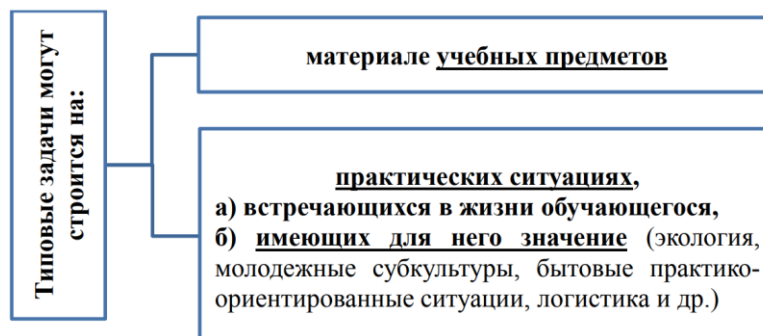 Типовые задачи могут
строится на:
материале учебных предметов
практических ситуациях,
а) встречающихся в жизни обучающегося,
б) имеющих для него значение (экология,
молодежные субкультуры, бытовые практико-
ориентированные ситуации, логистика и др.)